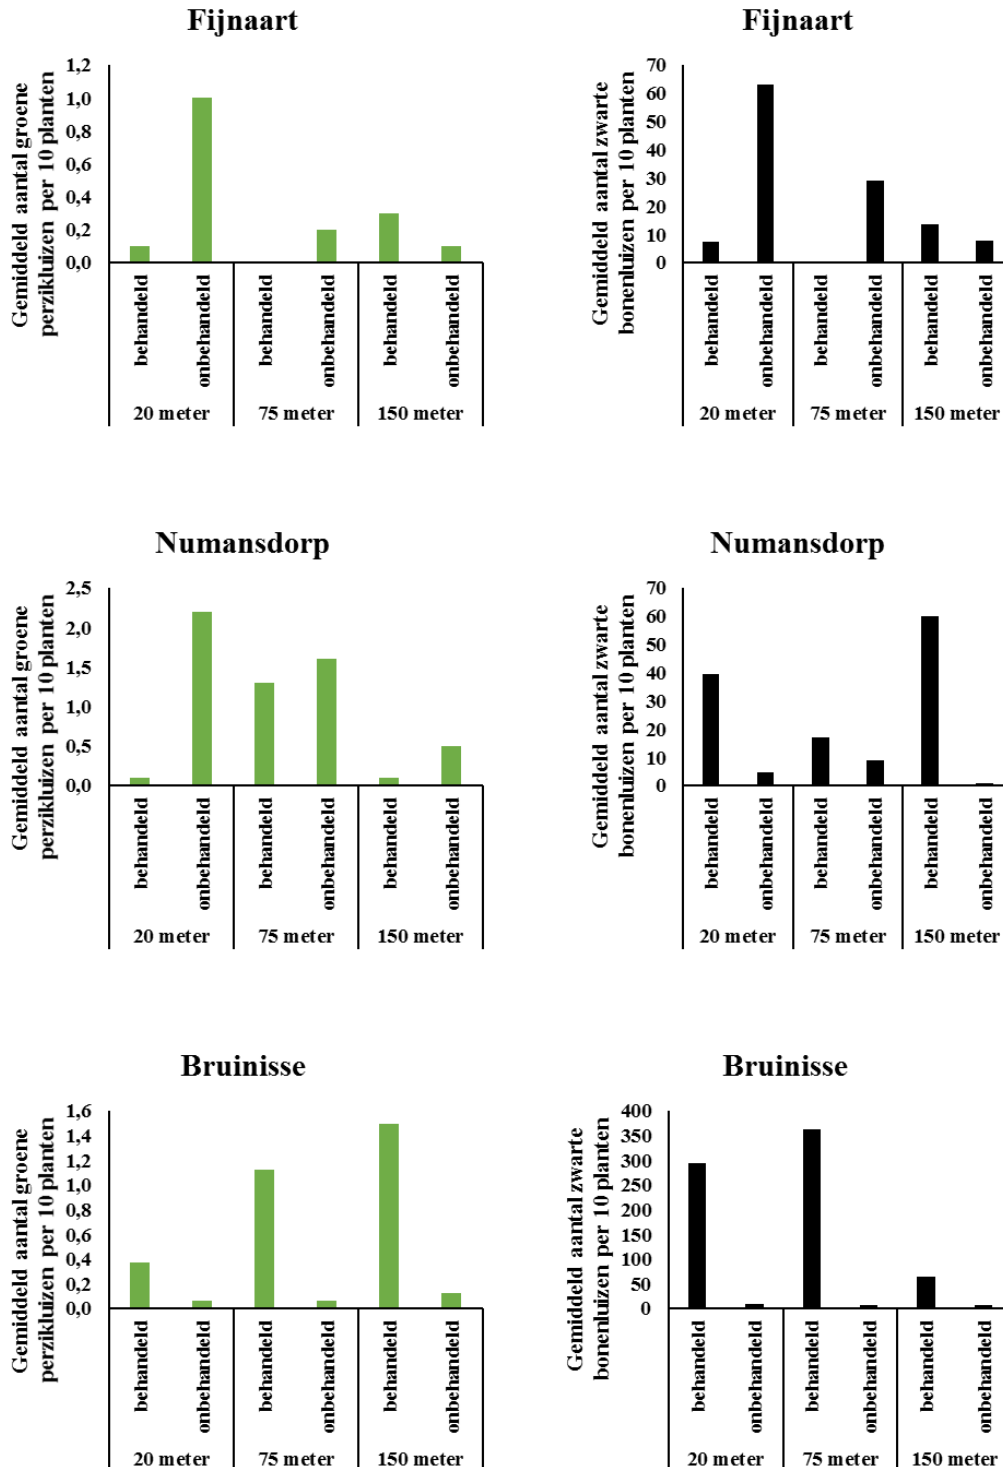 Fijnaart
Gemiddeld aantal groene
perzikluizen per 10 planten
1,2
1,0
0,8
0,6
0,4
0,2
0,0
behandeld
onbehandeld
behandeld
onbehandeld
behandeld
onbehandeld
20 meter
75 meter
150 meter
Fijnaart
Gemiddeld aantal zwarte
bonenluizen per 10 planten
70
60
50
40
30
20
10
0
behandeld
onbehandeld
behandeld
onbehandeld
behandeld
onbehandeld
20 meter
75 meter
150 meter
Numansdorp
Gemiddeld aantal groene
perzikluizen per 10 planten
2,5
2,0
1,5
1,0
0,5
0,0
behandeld
onbehandeld
behandeld
onbehandeld
behandeld
onbehandeld
20 meter
75 meter
150 meter
Numansdorp
Gemiddeld aantal zwarte
bonenluizen per 10 planten
70
60
50
40
30
20
10
0
behandeld
onbehandeld
behandeld
onbehandeld
behandeld
onbehandeld
20 meter
75 meter
150 meter
Bruinisse
Gemiddeld aantal groene
perzikluizen per 10 planten
1,6
1,4
1,2
1,0
0,8
0,6
0,4
0,2
0,0
behandeld
onbehandeld
behandeld
onbehandeld
behandeld
onbehandeld
20 meter
75 meter
150 meter
Bruinisse
Gemiddeld aantal zwarte
bonenluizen per 10 planten
400
350
300
250
200
150
100
50
0
behandeld
onbehandeld
behandeld
onbehandeld
behandeld
onbehandeld
20 meter
75 meter
150 meter